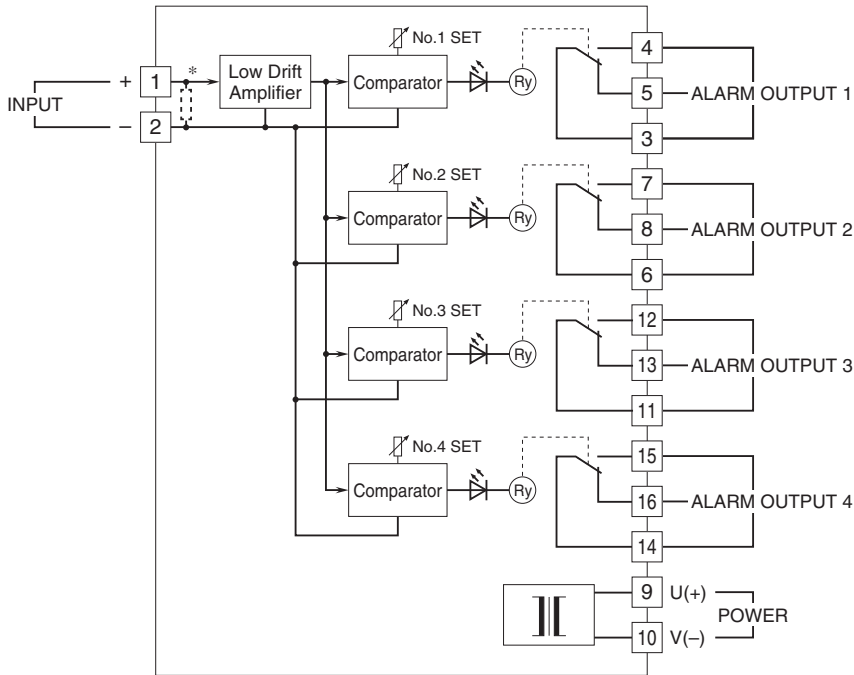 No.1 SET
INPUT
+
1
*
Low Drift
Amplifier
Comparator
Ry
4
5
ALARM OUTPUT 1
3
–
2
No.2 SET
Comparator
Ry
7
8
ALARM OUTPUT 2
6
No.3 SET
Comparator
Ry
12
13
ALARM OUTPUT 3
11
No.4 SET
Comparator
Ry
15
16
ALARM OUTPUT 4
14
9
U(+)
POWER
10
V(–)